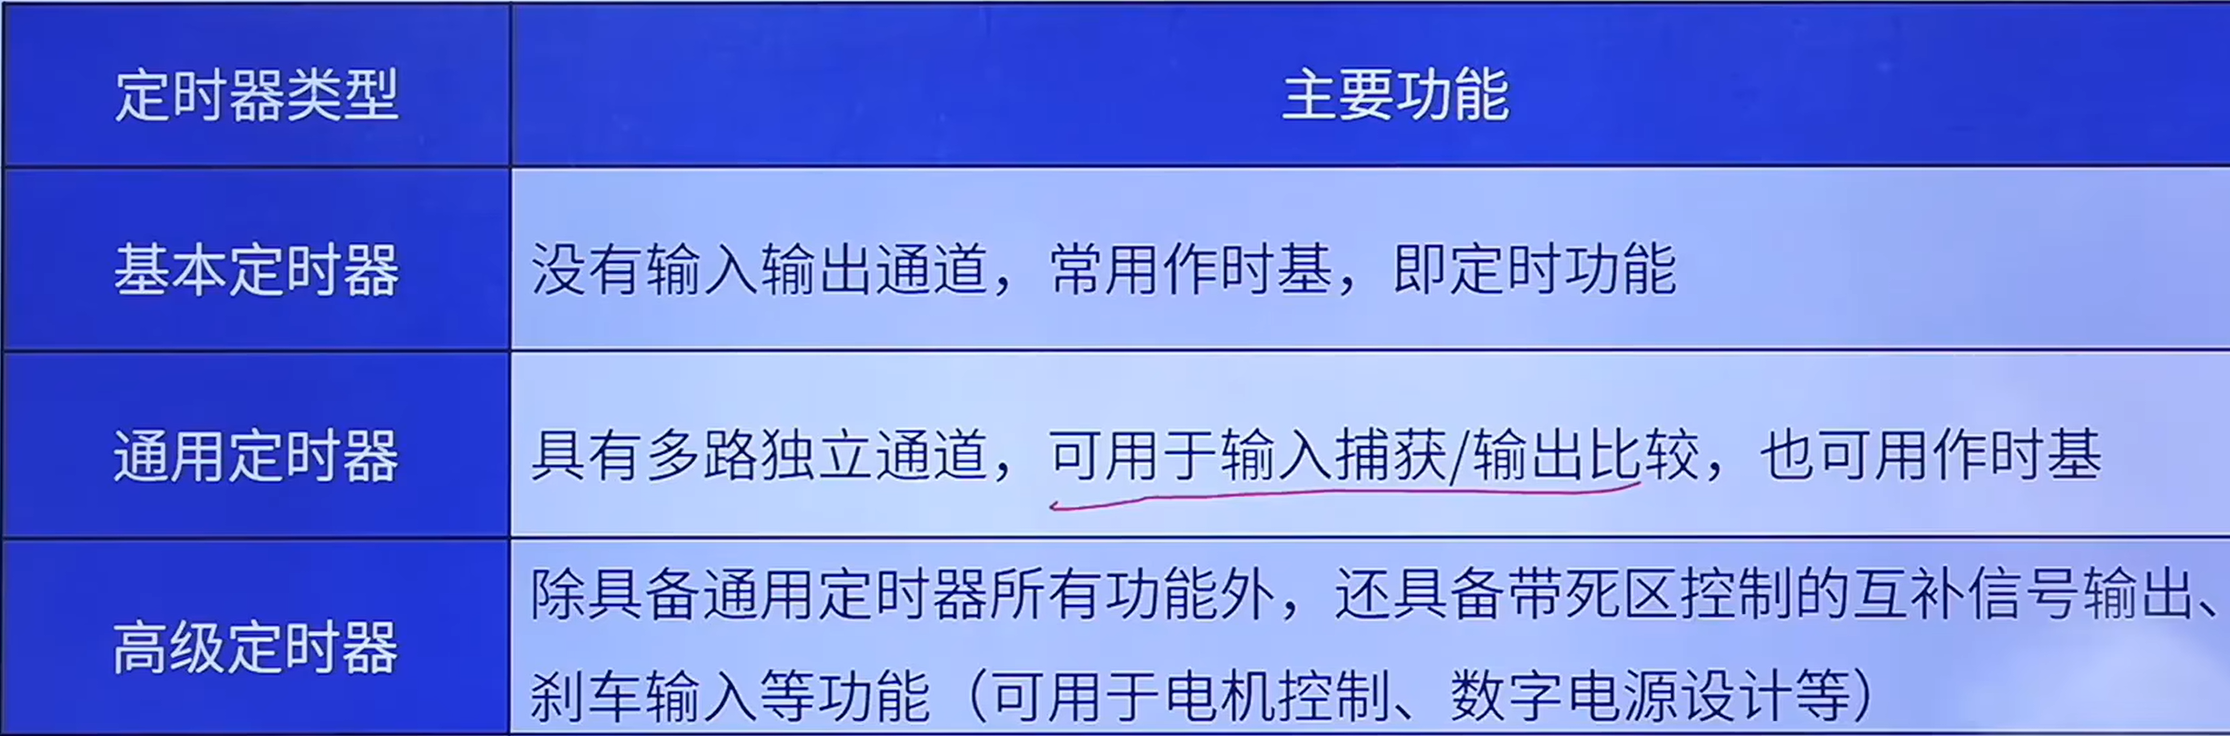 定时器类型
主要功能
基本定时器
没有输入输出通道，常用作时基，即定时功能
通用定时器
具有多路独立通道，可用于输入捕获/输出比较，也可用作时基
高级定时器
除具备通用定时器所有功能外，还具备带死区控制的互补信号输出、
刹车输入等功能（可用于电机控制、数字电源设计等）